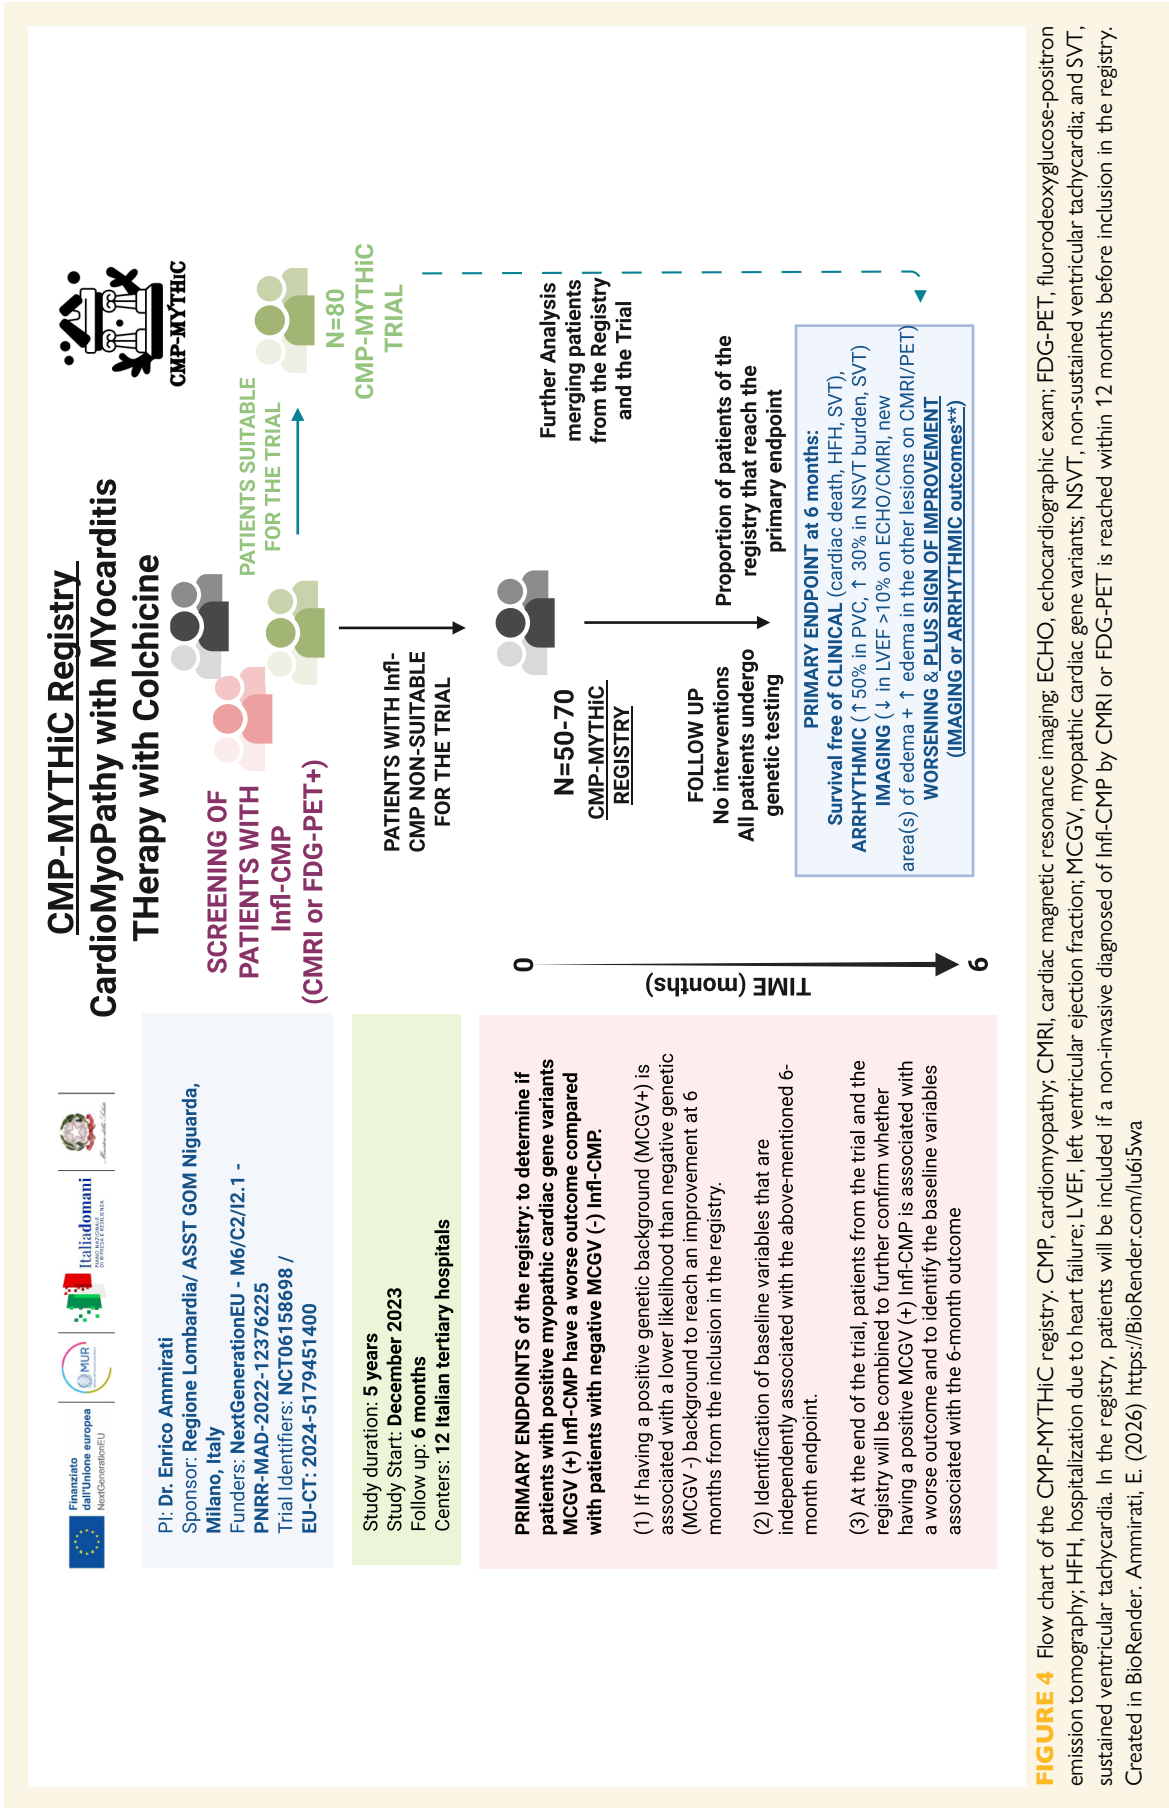 Finanziato
dall'Unione europea
NextGenerationEU
MUR
Italiadomani
PIANO NAZIONALE
DI RIPRESA E RESILIENZA
CMP-MYTHiC Registry
CardioMyoPathy with MYocarditis
THerapy with Colchicine
CMP-MYTHiC
PI: Dr. Enrico Ammirati
Sponsor: Regione Lombardia/ ASST GOM Niguarda,
Milano, Italy
Funders: NextGenerationEU - M6/C2/I2.1 -
PNRR-MAD-2022-12376225
Trial Identifiers: NCT06158698 /
EU-CT: 2024-5179451400
Study duration: 5 years
Study Start: December 2023
Follow up: 6 months
Centers: 12 Italian tertiary hospitals
PRIMARY ENDPOINTS of the registry: to determine if
patients with positive myopathic cardiac gene variants
MCGV (+) Infl-CMP have a worse outcome compared
with patients with negative MCGV (-) Infl-CMP.
(1) If having a positive genetic background (MCGV+) is
associated with a lower likelihood than negative genetic
(MCGV -) background to reach an improvement at 6
months from the inclusion in the registry.
(2) Identification of baseline variables that are
independently associated with the above-mentioned 6-
month endpoint.
(3) At the end of the trial, patients from the trial and the
registry will be combined to further confirm whether
having a positive MCGV (+) Infl-CMP is associated with
a worse outcome and to identify the baseline variables
associated with the 6-month outcome
SCREENING OF
PATIENTS WITH
Infl-CMP
(CMRI or FDG-PET+)
PATIENTS SUITABLE
FOR THE TRIAL
N=80
CMP-MYTHiC
TRIAL
PATIENTS WITH Infl-
CMP NON-SUITABLE
FOR THE TRIAL
0
TIME (months)
6
N=50-70
CMP-MYTHiC
REGISTRY
Further Analysis
merging patients
from the Registry
and the Trial
FOLLOW UP
No interventions
All patients undergo
genetic testing
Proportion of patients of the
registry that reach the
primary endpoint
PRIMARY ENDPOINT at 6 months:
Survival free of CLINICAL (cardiac death, HFH, SVT),
ARRHYTHMIC (↑50% in PVC, ↑ 30% in NSVT burden, SVT)
IMAGING (↓ in LVEF >10% on ECHO/CMRI, new
area(s) of edema + ↑ edema in the other lesions on CMRI/PET)
WORSENING & PLUS SIGN OF IMPROVEMENT
(IMAGING or ARRHYTHMIC outcomes**)
FIGURE 4 Flow chart of the CMP-MYTHiC registry. CMP, cardiomyopathy; CMRI, cardiac magnetic resonance imaging; ECHO, echocardiographic exam; FDG-PET, fluorodeoxyglucose-positron
emission tomography; HFH, hospitalization due to heart failure; LVEF, left ventricular ejection fraction; MCGV, myopathic cardiac gene variants; NSVT, non-sustained ventricular tachycardia; and SVT,
sustained ventricular tachycardia. In the registry, patients will be included if a non-invasive diagnosed of Infl-CMP by CMRI or FDG-PET is reached within 12 months before inclusion in the registry.
Created in BioRender. Ammirati, E. (2026) https://BioRender.com/lu6i5wa